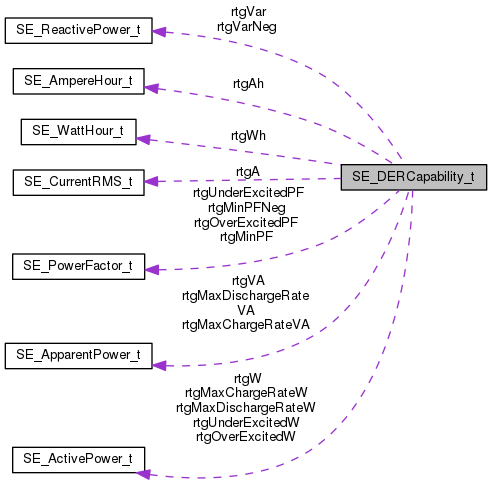 rtgVar
rtgVarNeg
SE_ReactivePower_t
SE_AmpereHour_t
rtgAh
SE_WattHour_t
rtgWh
SE_CurrentRMS_t
rtgA
SE_DERCapability_t
rtgUnderExcitedPF
rtgMinPFNeg
rtgOverExcitedPF
rtgMinPF
SE_PowerFactor_t
rtgVA
rtgMaxDischargeRate
VA
rtgMaxChargeRateVA
SE_ApparentPower_t
rtgW
rtgMaxChargeRateW
rtgMaxDischargeRateW
rtgUnderExcitedW
rtgOverExcitedW
SE_ActivePower_t